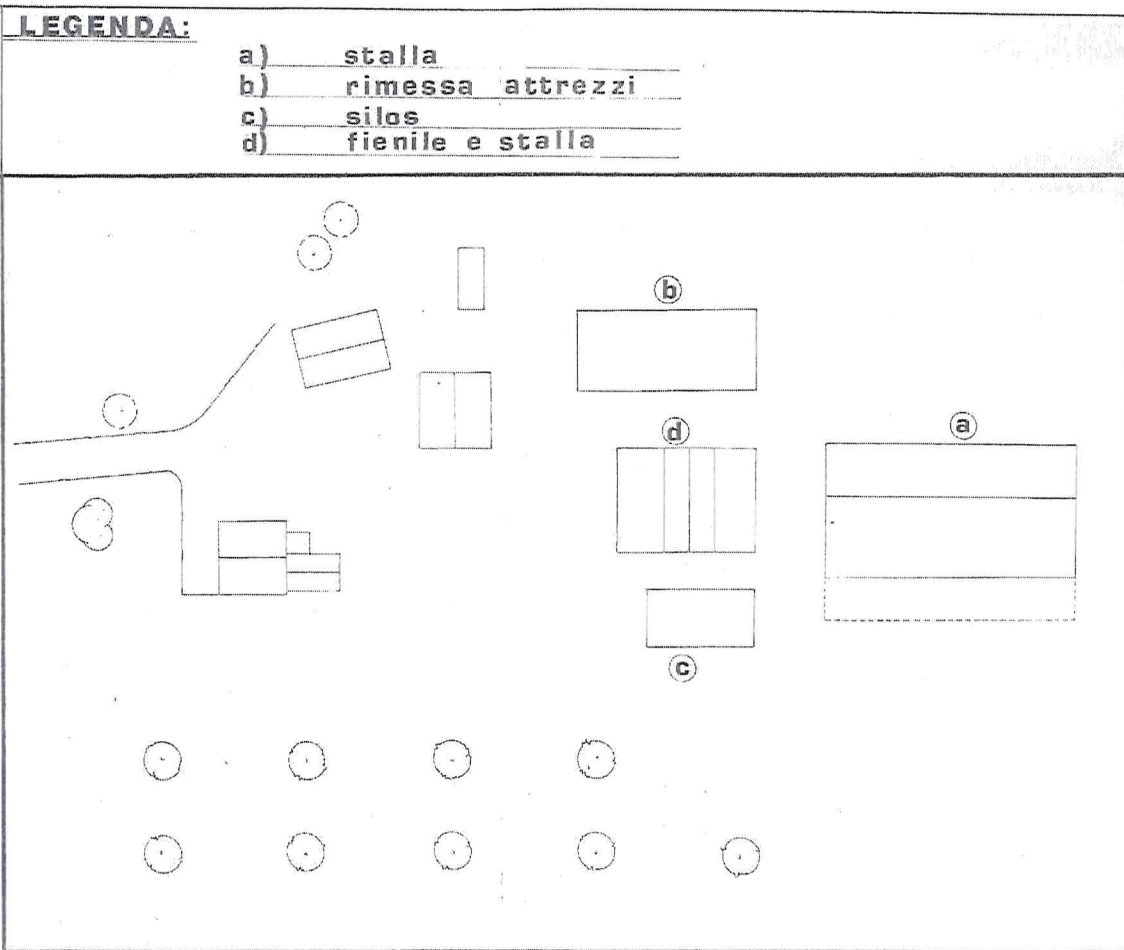 LEGENDA:
a) stalla
b) rimessa attrezzi
c) silos
d) fienile e stalla
b
d
a
c